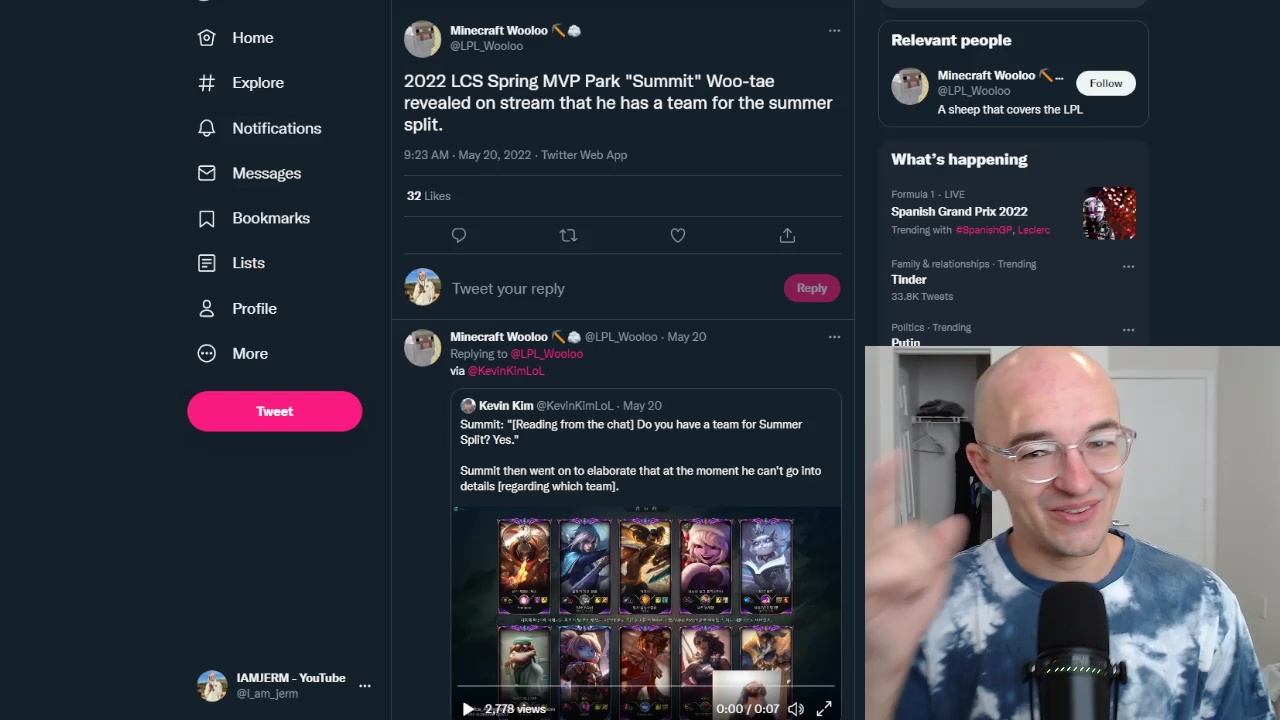 Home
Explore
Notifications
Messages
Bookmarks
Lists
Profile
More
Tweet
IAMJERM - YouTube
@I_am_jerm
Minecraft Wooloo
@LPL_Wooloo
2022 LCS Spring MVP Park "Summit" Woo-tae
revealed on stream that he has a team for the summer
split.
9:23 AM · May 20, 2022 · Twitter Web App
32 Likes
Tweet your reply
Reply
Minecraft Wooloo @LPL_Wooloo · May 20
Replying to @LPL_Wooloo
via @KevinKimLoL
Kevin Kim @KevinKimLoL · May 20
Summit: "[Reading from the chat] Do you have a team for Summer
Split? Yes."
Summit then went on to elaborate that at the moment he can't go into
details [regarding which team].
2,778 views
0:00 / 0:07
Relevant people
Minecraft Wooloo ...
@LPL_Wooloo
Follow
A sheep that covers the LPL
What's happening
Formula 1 · LIVE
Spanish Grand Prix 2022
Trending with #SpanishGP, Leclerc
Family & relationships · Trending
Tinder
33.8K Tweets
Politics · Trending
Putin